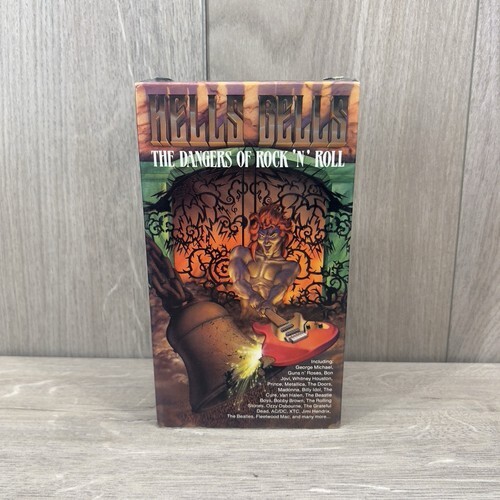 HELLS BELLS
THE DANGERS OF ROCK 'N' ROLL
Including
George Michael,
Guns n' Roses, Bon
Jovi, Whitney Houston,
Prince, Metallica, The Doors,
Madonna, Billy Idol, The
Cure, Van Halen, The Beastie
Boys, Bobby Brown, The Rolling
Stones, Ozzy Osbourne, The Grateful
Dead, AC/DC, XTC, Jimi Hendrix,
The Beatles, Fleetwood Mac, and many more...